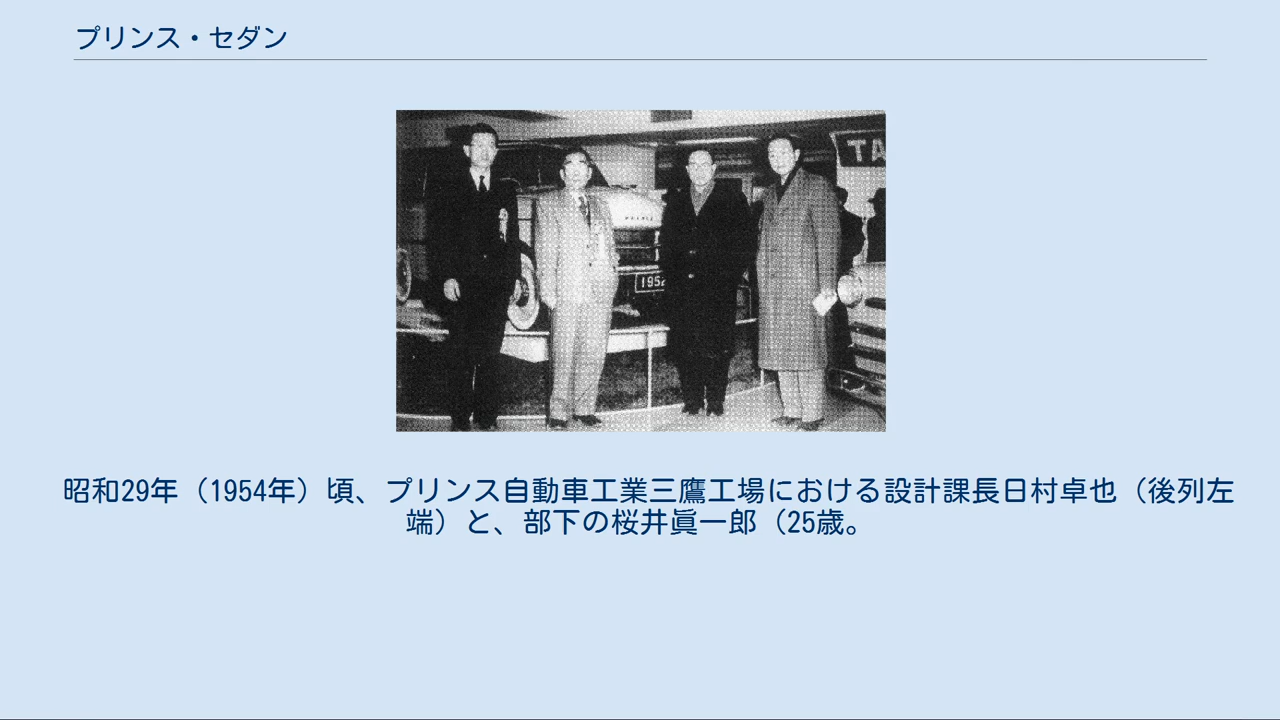 プリンス・セダン
TA
1952
昭和29年（1954年）頃、プリンス自動車工業三鷹工場における設計課長日村卓也（後列左
端）と、部下の桜井眞一郎（25歳。